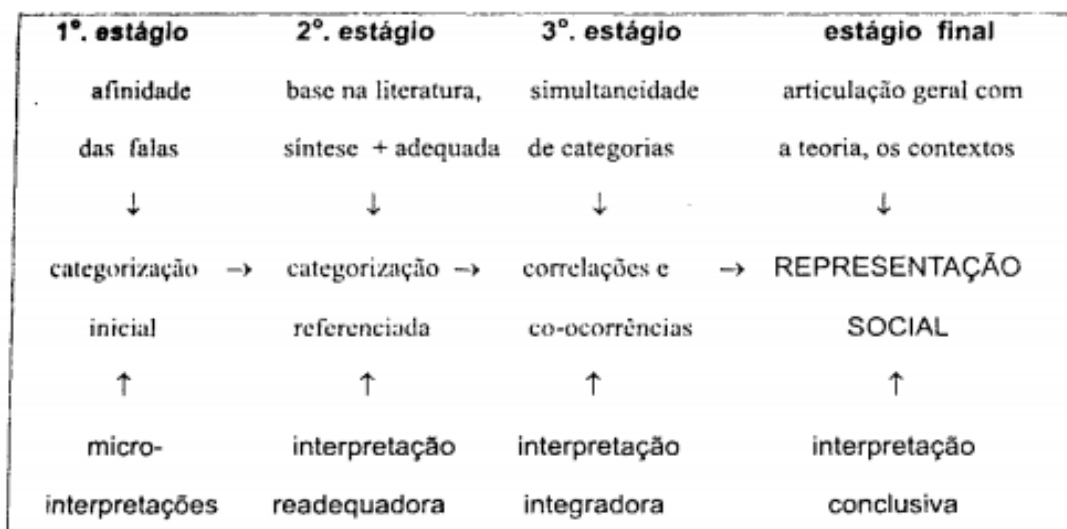 1º. estágio 2º. estágio 3º. estágio estágio final
afinidade base na literatura, simultaneidade articulação geral com
das falas síntese + adequada de categorias a teoria, os contextos
↓ ↓ ↓ ↓
categorização → categorização → correlações e → REPRESENTAÇÃO
inicial referenciada co-ocorrências SOCIAL
↑ ↑ ↑ ↑
micro- interpretação interpretação interpretação
interpretações readequadora integradora conclusiva